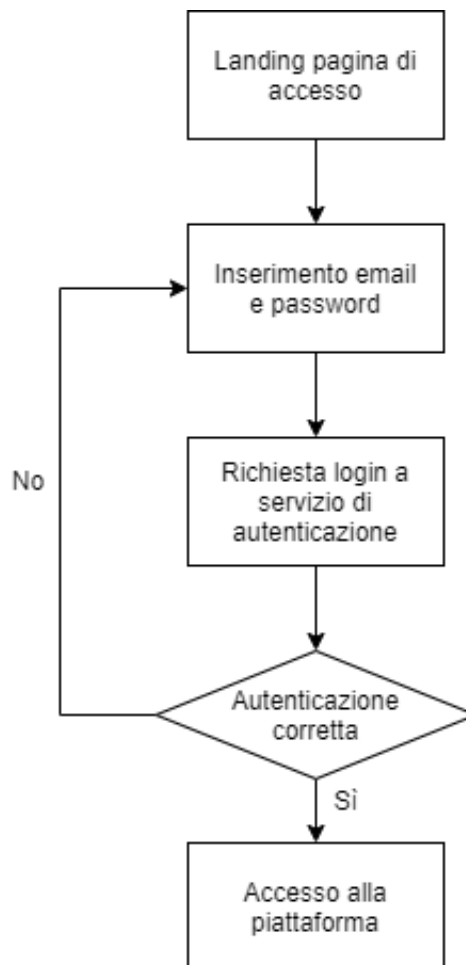 Landing pagina di
accesso
Inserimento email
e password
No
Richiesta login a
servizio di
autenticazione
Autenticazione
corretta
Sì
Accesso alla
piattaforma